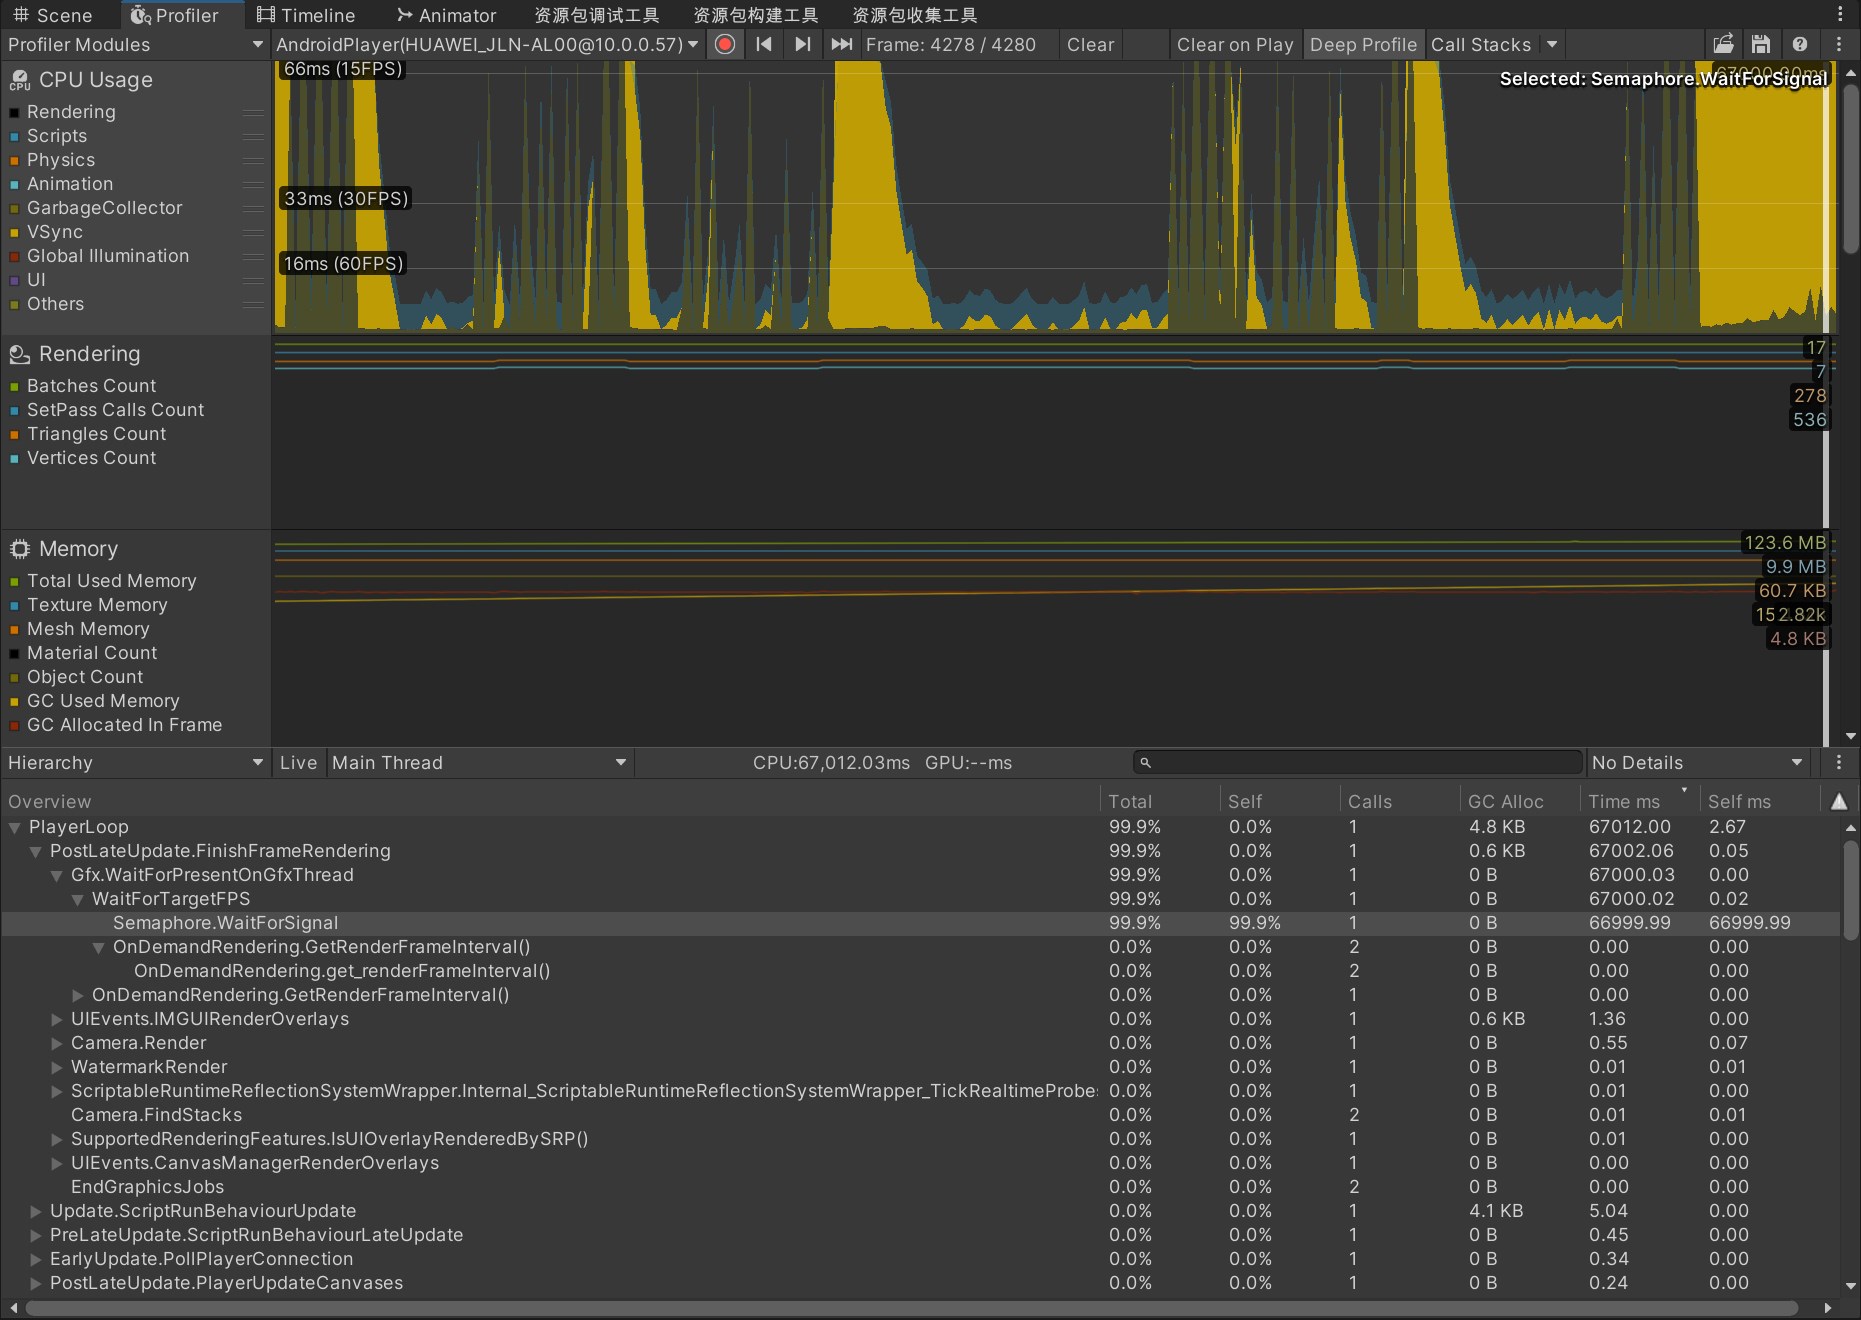 Scene Profiler Timeline Animator 资源包调试工具 资源包构建工具 资源包收集工具
Profiler Modules AndroidPlayer(HUAWEI_JLN-AL00@10.0.0.57) Frame: 4278 / 4280 Clear Clear on Play Deep Profile Call Stacks
CPU Usage
Rendering
Scripts
Physics
Animation
GarbageCollector
VSync
Global Illumination
UI
Others
66ms (15FPS)
Selected: Semaphore.WaitForSignal
33ms (30FPS)
16ms (60FPS)
Rendering
Batches Count
SetPass Calls Count
Triangles Count
Vertices Count
17
7
278
536
Memory
Total Used Memory
Texture Memory
Mesh Memory
Material Count
Object Count
GC Used Memory
GC Allocated In Frame
123.6 MB
9.9 MB
60.7 KB
4.8 KB
Hierarchy Live Main Thread CPU:67,012.03ms GPU:--ms No Details
Overview Total Self Calls GC Alloc Time ms Self ms
PlayerLoop 99.9% 0.0% 1 4.8 KB 67012.00 2.67
PostLateUpdate.FinishFrameRendering 99.9% 0.0% 1 0.6 KB 67002.06 0.05
Gfx.WaitForPresentOnGfxThread 99.9% 0.0% 1 0 B 67000.03 0.00
WaitForTargetFPS 99.9% 0.0% 1 0 B 67000.02 0.02
Semaphore.WaitForSignal 99.9% 99.9% 1 0 B 66999.99 66999.99
OnDemandRendering.GetRenderFrameInterval() 0.0% 0.0% 2 0 B 0.00 0.00
OnDemandRendering.get_renderFrameInterval() 0.0% 0.0% 2 0 B 0.00 0.00
OnDemandRendering.GetRenderFrameInterval() 0.0% 0.0% 1 0 B 0.00 0.00
UIEvents.IMGUIRenderOverlays 0.0% 0.0% 1 0.6 KB 1.36 0.00
Camera.Render 0.0% 0.0% 1 0 B 0.55 0.07
WatermarkRender 0.0% 0.0% 1 0 B 0.01 0.01
ScriptableRuntimeReflectionSystemWrapper.Internal_ScriptableRuntimeReflectionSystemWrapper_TickRealtimeProbes 0.0% 0.0% 1 0 B 0.01 0.00
Camera.FindStacks 0.0% 0.0% 2 0 B 0.01 0.01
SupportedRenderingFeatures.IsUIOverlayRenderedBySRP() 0.0% 0.0% 1 0 B 0.01 0.00
UIEvents.CanvasManagerRenderOverlays 0.0% 0.0% 1 0 B 0.00 0.00
EndGraphicsJobs 0.0% 0.0% 2 0 B 0.00 0.00
Update.ScriptRunBehaviourUpdate 0.0% 0.0% 1 4.1 KB 5.04 0.00
PreLateUpdate.ScriptRunBehaviourLateUpdate 0.0% 0.0% 1 0 B 0.45 0.00
EarlyUpdate.PollPlayerConnection 0.0% 0.0% 1 0 B 0.34 0.00
PostLateUpdate.PlayerUpdateCanvases 0.0% 0.0% 1 0 B 0.24 0.00